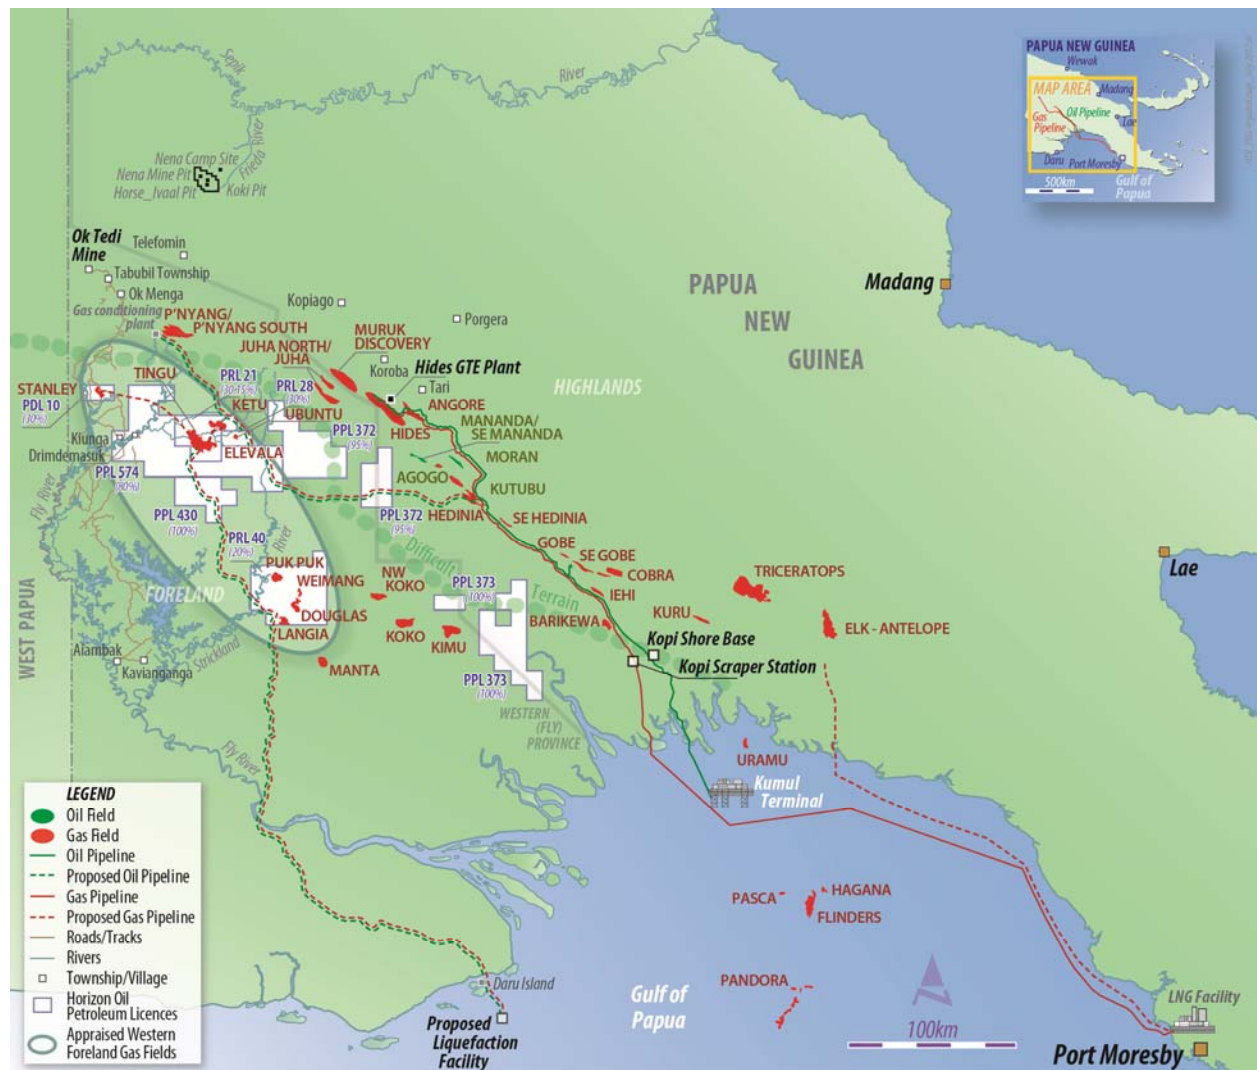 PAPUA NEW GUINEA
Wewak
MAP AREA
Madang
Oil Pipeline
Lae
Gas
Pipeline
Daru
Port Moresby
500km
Gulf of
Papua
Sepik
River
Frieda River
Nena Camp Site
Nena Mine Pit
Horse_Ivaal Pit
Koki Pit
Ok Tedi
Mine
Telefomin
Tabubil Township
Ok Menga
Gas conditioning
plant
P'NYANG/
P'NYANG SOUTH
Kopiago
Porgera
MURUK
DISCOVERY
JUHA NORTH/
JUHA
Koroba
Hides GTE Plant
Tari
Madang
PAPUA
NEW
GUINEA
HIGHLANDS
STANLEY
PDL 10
(30%)
TINGU
PRL 21
(30.15%)
PRL 28
(30%)
KETU
UBUNTU
ELEVALA
ANGORE
HIDES
MANANDA/
SE MANANDA
MORAN
AGOGO
KUTUBU
HEDINIA
SE HEDINIA
PPL 372
(95%)
PPL 372
(95%)
Kiunga
Drimdemasuk
PPL 574
(80%)
PPL 430
(100%)
PRL 40
(20%)
Fly River
River
Difficult
Terrain
GOBE
SE GOBE
COBRA
IEHI
BARIKEWA
KURU
TRICERATOPS
ELK - ANTELOPE
Lae
PUK PUK
WEIMANG
DOUGLAS
LANGIA
FORELAND
Strickland
NW
KOKO
KOKO
KIMU
MANTA
PPL 373
(100%)
PPL 373
(100%)
Kopi Shore Base
Kopi Scraper Station
WEST PAPUA
Alambak
Kavianganga
WESTERN
(FLY)
PROVINCE
Fly River
URAMU
Kumul
Terminal
PASCA
HAGANA
FLINDERS
PANDORA
Gulf of
Papua
100km
Daru Island
Proposed
Liquefaction
Facility
LNG Facility
Port Moresby
LEGEND
Oil Field
Gas Field
Oil Pipeline
Proposed Oil Pipeline
Gas Pipeline
Proposed Gas Pipeline
Roads/Tracks
Rivers
Township/Village
Horizon Oil
Petroleum Licences
Appraised Western
Foreland Gas Fields